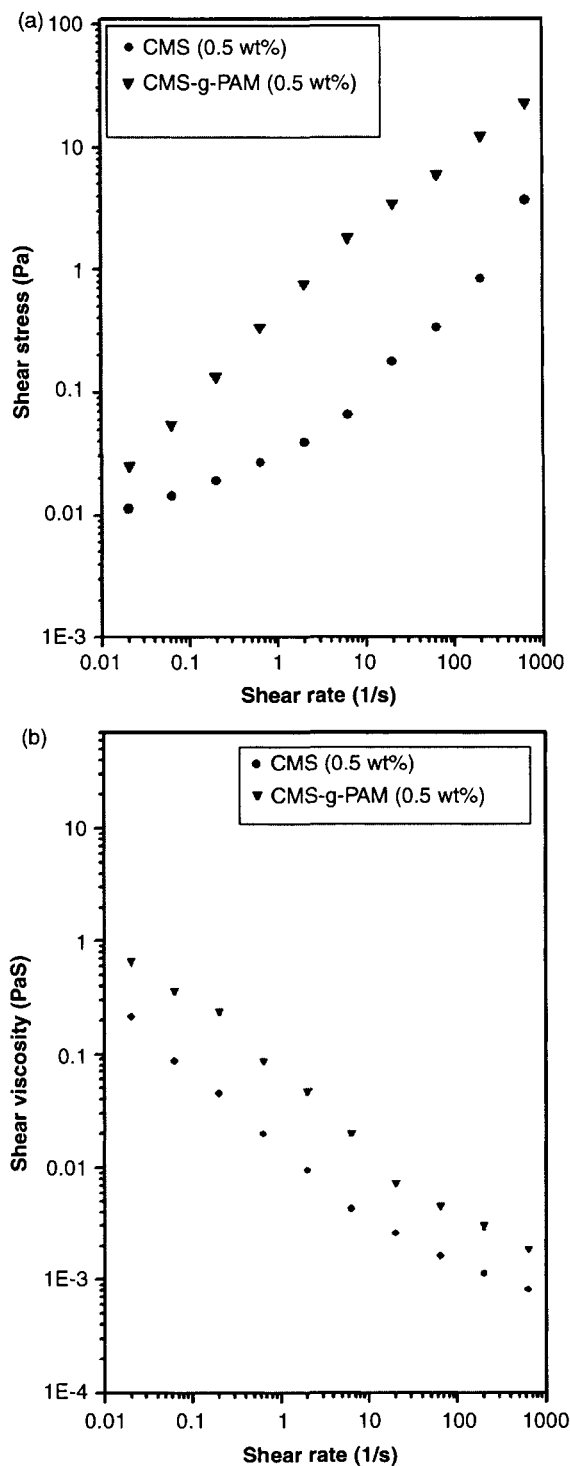 (a)
100
CMS (0.5 wt%)
CMS-g-PAM (0.5 wt%)
10
1
0.1
0.01
1E-3
Shear stress (Pa)
0.01 0.1 1 10 100 1000
Shear rate (1/s)
(b)
CMS (0.5 wt%)
CMS-g-PAM (0.5 wt%)
10
1
0.1
0.01
1E-3
1E-4
Shear viscosity (PaS)
0.01 0.1 1 10 100 1000
Shear rate (1/s)